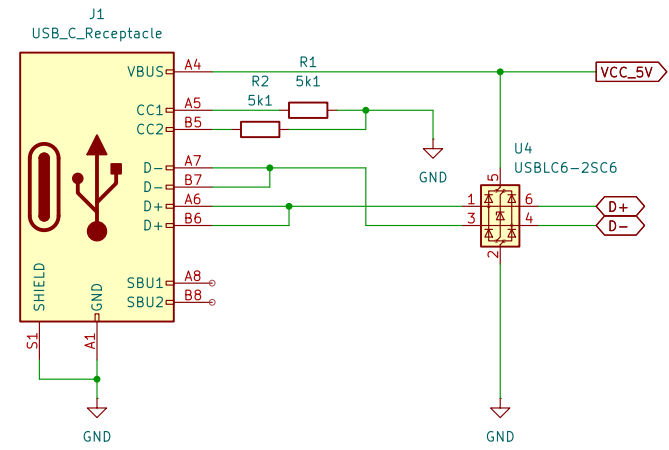 J1
USB_C_Receptacle
VBUS A4
CC1 A5
CC2 B5
D- A7
D- B7
D+ A6
D+ B6
SBU1 A8
SBU2 B8
SHIELD
GND
S1
A1
GND
R1
5k1
R2
5k1
GND
VCC_5V
U4
USBLC6-2SC6
5
1
6
3
4
2
D+
D-
GND